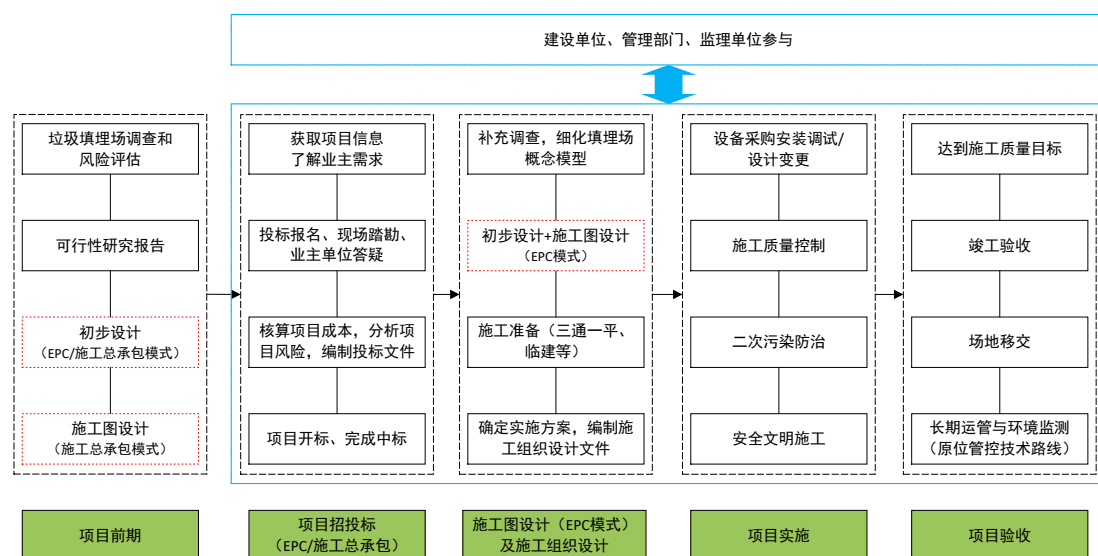 建设单位、管理部门、监理单位参与
垃圾填埋场调查和
风险评估
可行性研究报告
初步设计
（EPC/施工总承包模式）
施工图设计
（施工总承包模式）
获取项目信息
了解业主需求
投标报名、现场踏勘、
业主单位答疑
核算项目成本，分析项
目风险，编制投标文件
项目开标、完成中标
补充调查，细化填埋场
概念模型
初步设计+施工图设计
（EPC模式）
施工准备（三通一平、
临建等）
确定实施方案，编制施
工组织设计文件
设备采购安装调试/
设计变更
施工质量控制
二次污染防治
安全文明施工
达到施工质量目标
竣工验收
场地移交
长期运管与环境监测
（原位管控技术路线）
项目前期
项目招投标
（EPC/施工总承包）
施工图设计（EPC模式）
及施工组织设计
项目实施
项目验收